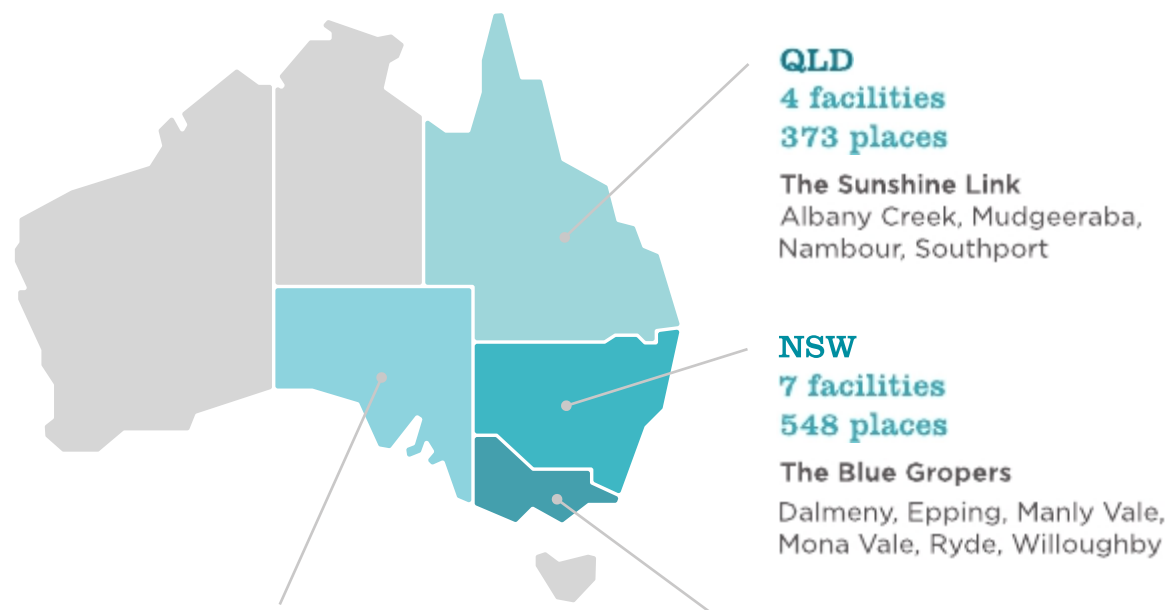 QLD
4 facilities
373 places
The Sunshine Link
Albany Creek, Mudgeeraba,
Nambour, Southport
NSW
7 facilities
548 places
The Blue Gropers
Dalmeny, Epping, Manly Vale,
Mona Vale, Ryde, Willoughby